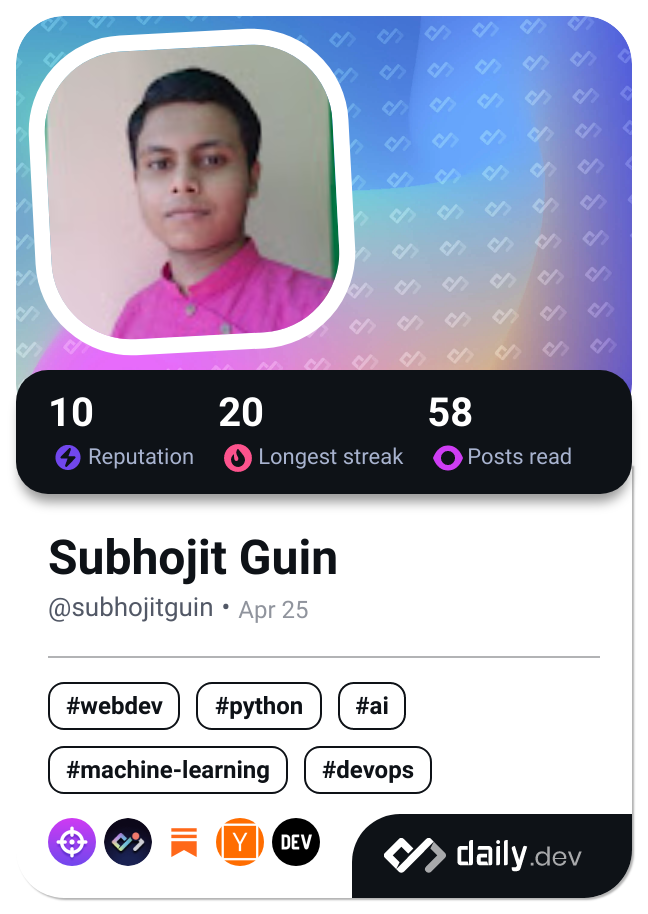 10 20 58
Reputation Longest streak Posts read
Subhojit Guin
@subhojitguin • Apr 25
#webdev #python #ai
#machine-learning #devops
Y DEV
daily.dev